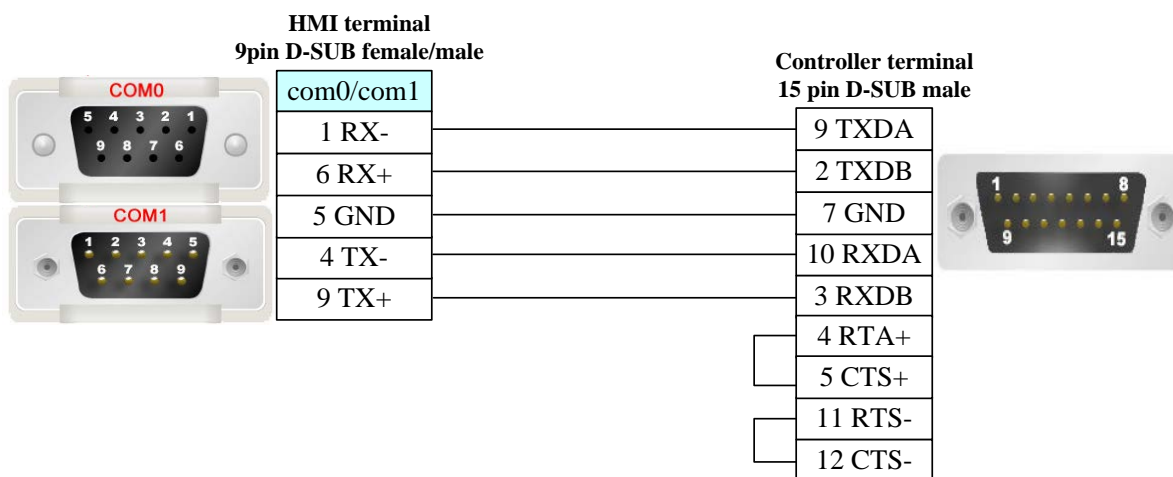 HMI terminal
9pin D-SUB female/male
COM0
5 4 3 2 1
9 8 7 6
COM1
1 2 3 4 5
6 7 8 9
com0/com1
1 RX-
6 RX+
5 GND
4 TX-
9 TX+
Controller terminal
15 pin D-SUB male
9 TXDA
2 TXDB
7 GND
10 RXDA
3 RXDB
4 RTA+
5 CTS+
11 RTS-
12 CTS-
1 8
9 15